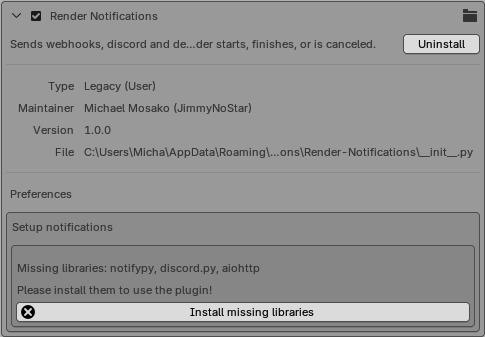 Render Notifications
Sends webhooks, discord and de...der starts, finishes, or is canceled.
Uninstall
Type Legacy (User)
Maintainer Michael Mosako (JimmyNoStar)
Version 1.0.0
File C:\Users\Micha\AppData\Roaming\...ons\Render-Notifications\__init__.py
Preferences
Setup notifications
Missing libraries: notifypy, discord.py, aiohttp
Please install them to use the plugin!
Install missing libraries